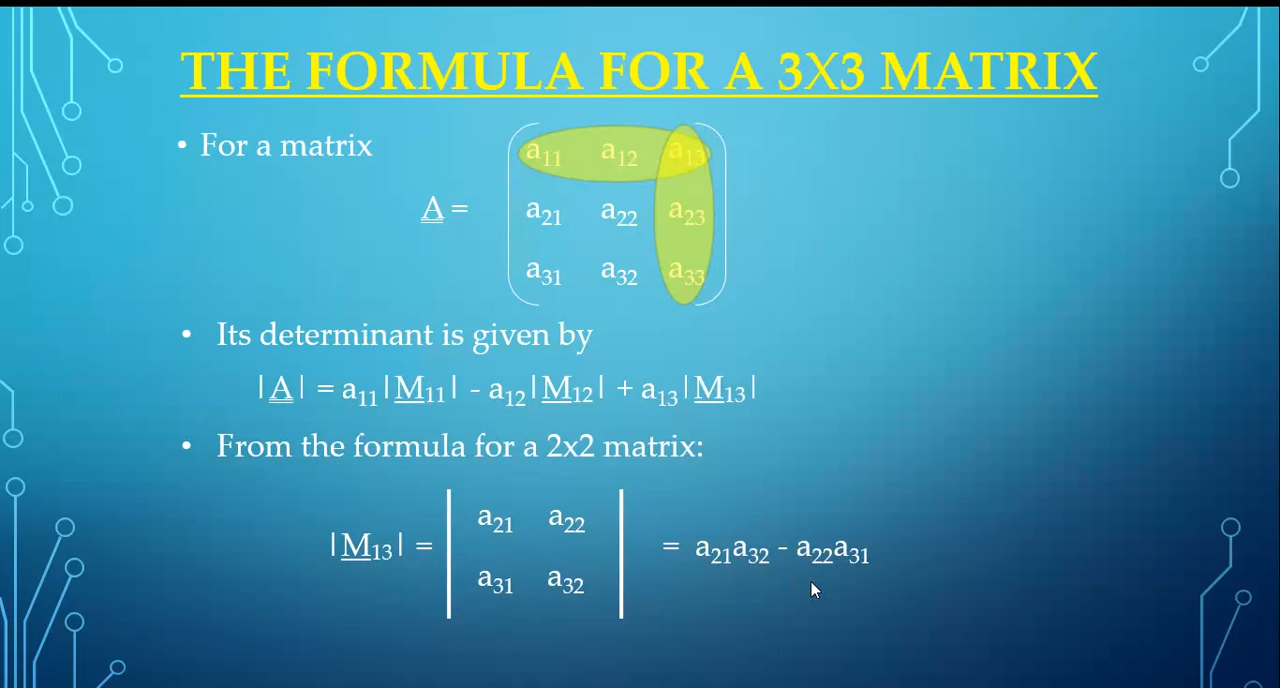 THE FORMULA FOR A 3X3 MATRIX
• For a matrix
a₁₁ a₁₂ a₁₃
A =
a₂₁ a₂₂ a₂₃
a₃₁ a₃₂ a₃₃
• Its determinant is given by
|A| = a₁₁|M₁₁| - a₁₂|M₁₂| + a₁₃|M₁₃|
• From the formula for a 2x2 matrix:
a₂₁ a₂₂
|M₁₃| = = a₂₁a₃₂ - a₂₂a₃₁
a₃₁ a₃₂